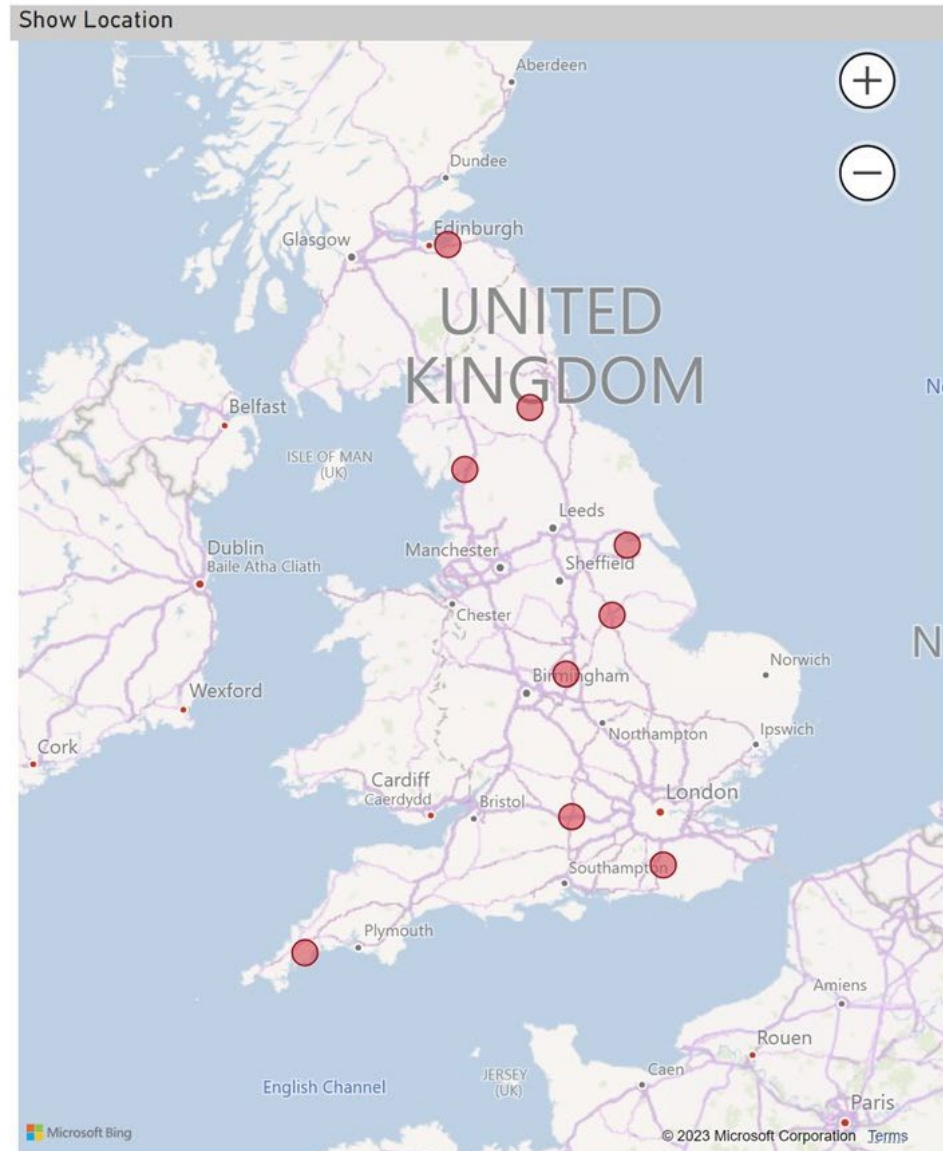 Show Location
Aberdeen
Dundee
Edinburgh
Glasgow
UNITED
KINGDOM
Belfast
ISLE OF MAN
(UK)
Leeds
Manchester
Sheffield
Dublin
Baile Atha Cliath
Chester
N
Norwich
Birmingham
Wexford
Northampton
Ipswich
Cork
Cardiff
Caerdydd
Bristol
London
Southampton
Plymouth
Amiens
Rouen
JERSEY
(UK)
Caen
English Channel
Paris
Microsoft Bing
© 2023 Microsoft Corporation Terms